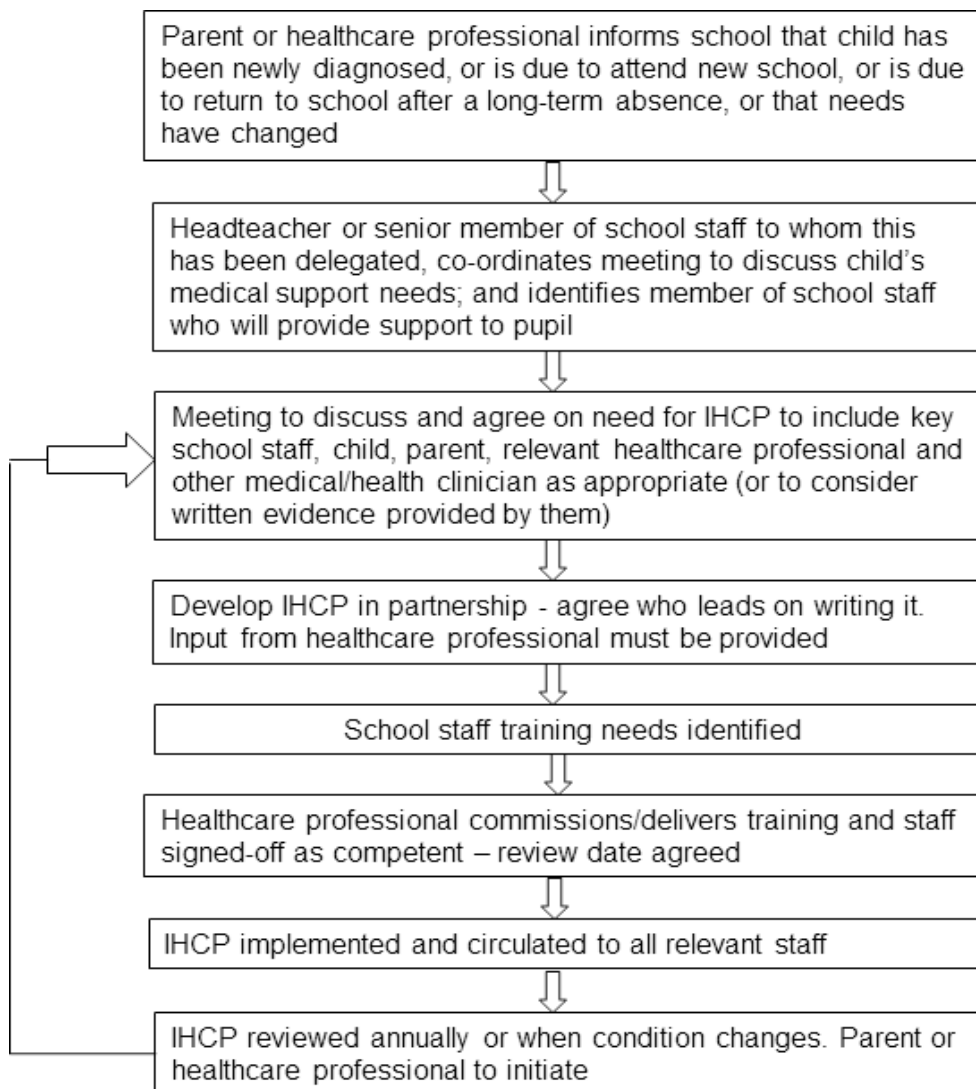 Parent or healthcare professional informs school that child has
been newly diagnosed, or is due to attend new school, or is due
to return to school after a long-term absence, or that needs
have changed
Headteacher or senior member of school staff to whom this
has been delegated, co-ordinates meeting to discuss child's
medical support needs; and identifies member of school staff
who will provide support to pupil
Meeting to discuss and agree on need for IHCP to include key
school staff, child, parent, relevant healthcare professional and
other medical/health clinician as appropriate (or to consider
written evidence provided by them)
Develop IHCP in partnership - agree who leads on writing it.
Input from healthcare professional must be provided
School staff training needs identified
Healthcare professional commissions/delivers training and staff
signed-off as competent – review date agreed
IHCP implemented and circulated to all relevant staff
IHCP reviewed annually or when condition changes. Parent or
healthcare professional to initiate